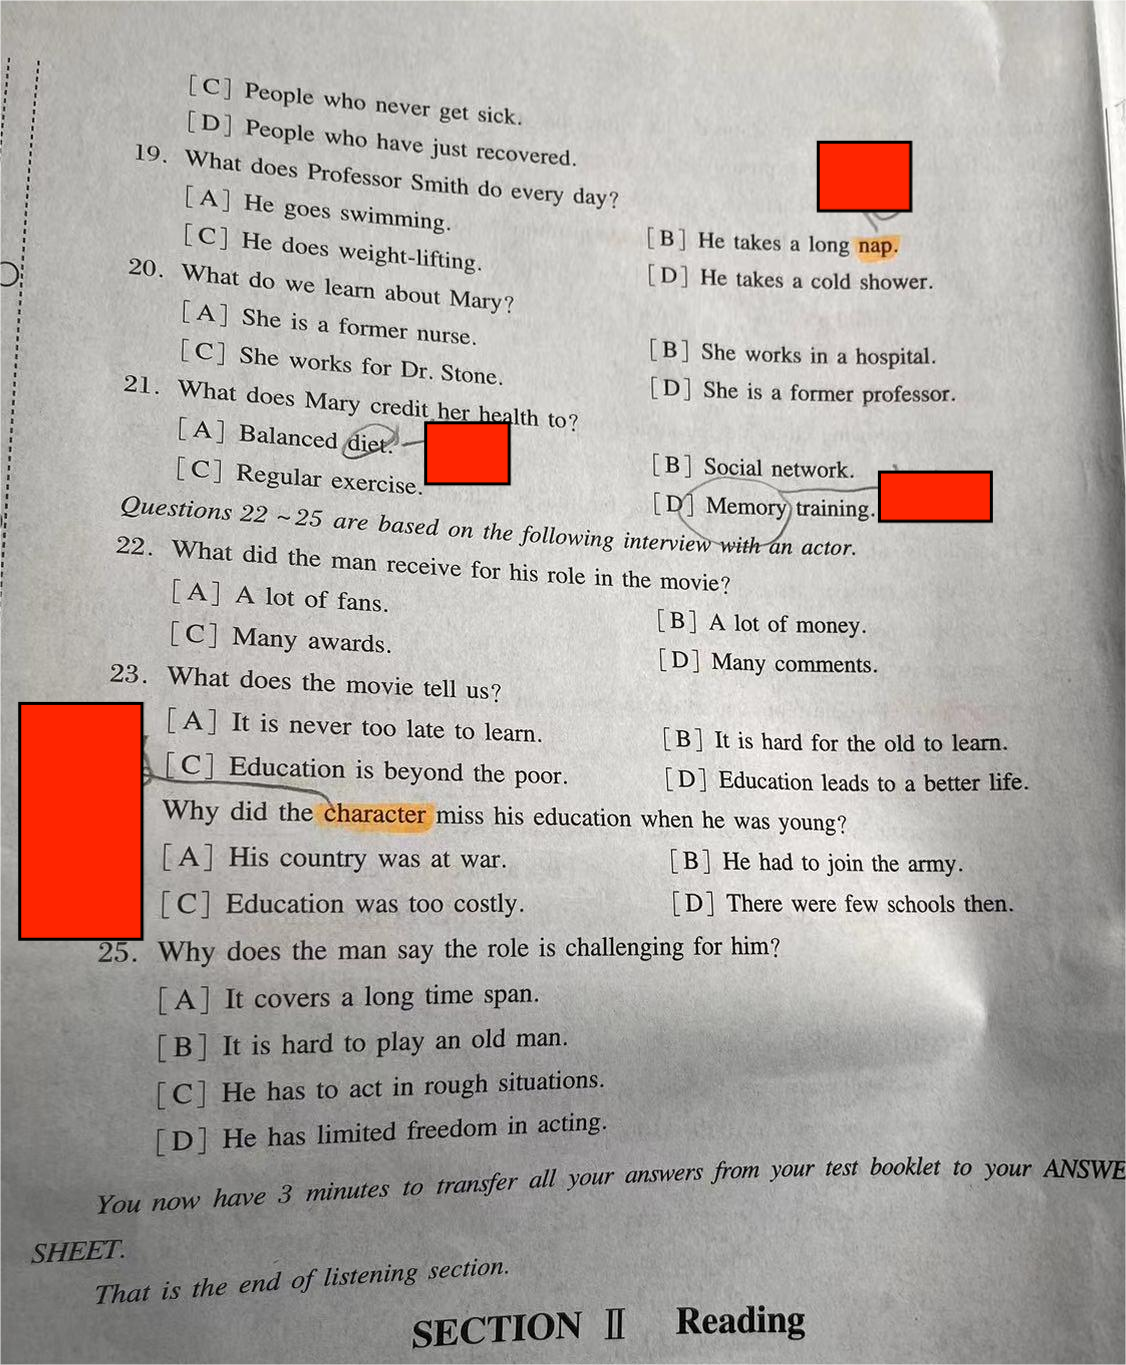 [C] People who never get sick.
[D] People who have just recovered.
19. What does Professor Smith do every day?
[A] He goes swimming.
[B] He takes a long nap.
[C] He does weight-lifting.
[D] He takes a cold shower.
20. What do we learn about Mary?
[A] She is a former nurse.
[B] She works in a hospital.
[C] She works for Dr. Stone.
[D] She is a former professor.
21. What does Mary credit her health to?
[A] Balanced diet.
[B] Social network.
[C] Regular exercise.
[D] Memory training.
Questions 22 ~ 25 are based on the following interview with an actor.
22. What did the man receive for his role in the movie?
[A] A lot of fans.
[B] A lot of money.
[C] Many awards.
[D] Many comments.
23. What does the movie tell us?
[A] It is never too late to learn.
[B] It is hard for the old to learn.
[C] Education is beyond the poor.
[D] Education leads to a better life.
Why did the character miss his education when he was young?
[A] His country was at war.
[B] He had to join the army.
[C] Education was too costly.
[D] There were few schools then.
25. Why does the man say the role is challenging for him?
[A] It covers a long time span.
[B] It is hard to play an old man.
[C] He has to act in rough situations.
[D] He has limited freedom in acting.
You now have 3 minutes to transfer all your answers from your test booklet to your ANSWE
SHEET.
That is the end of listening section.
SECTION Ⅱ Reading